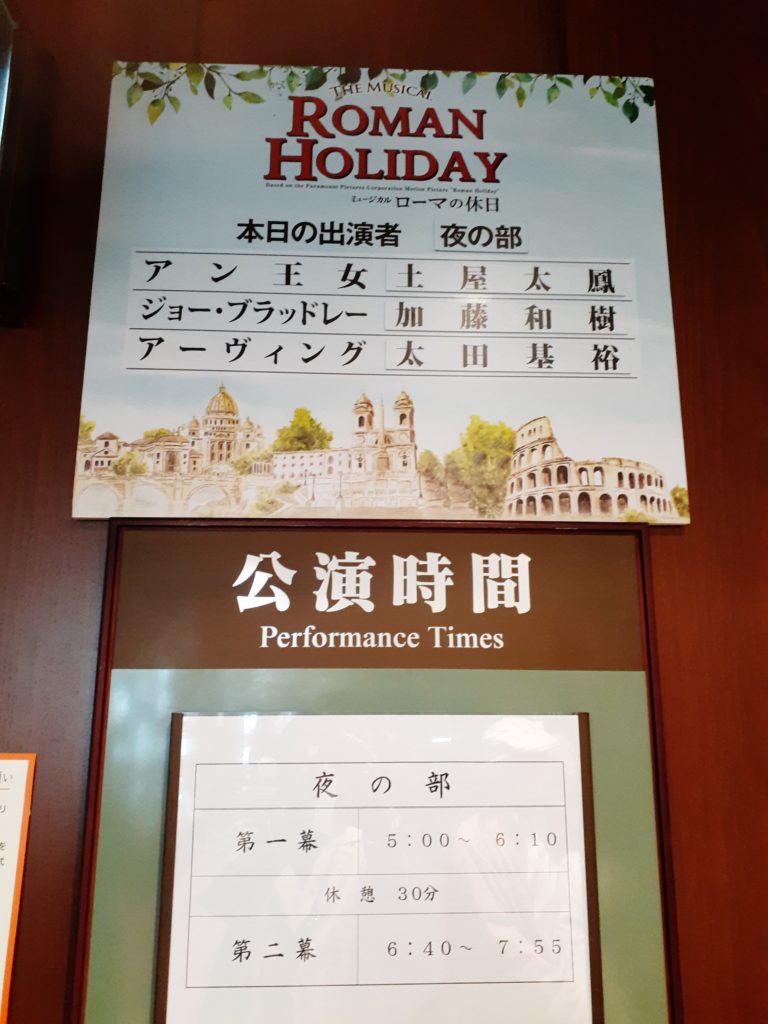 THE MUSICAL
ROMAN
HOLIDAY
Based on the Paramount Pictures Corporation Motion Picture "Roman Holiday"
ミュージカル ローマの休日
本日の出演者 夜の部
アン王女 土屋太鳳
ジョー・ブラッドレー 加藤和樹
アーヴィング 太田基裕
公演時間
Performance Times
夜の部
第一幕 5:00~ 6:10
休憩 30分
第二幕 6:40~ 7:55